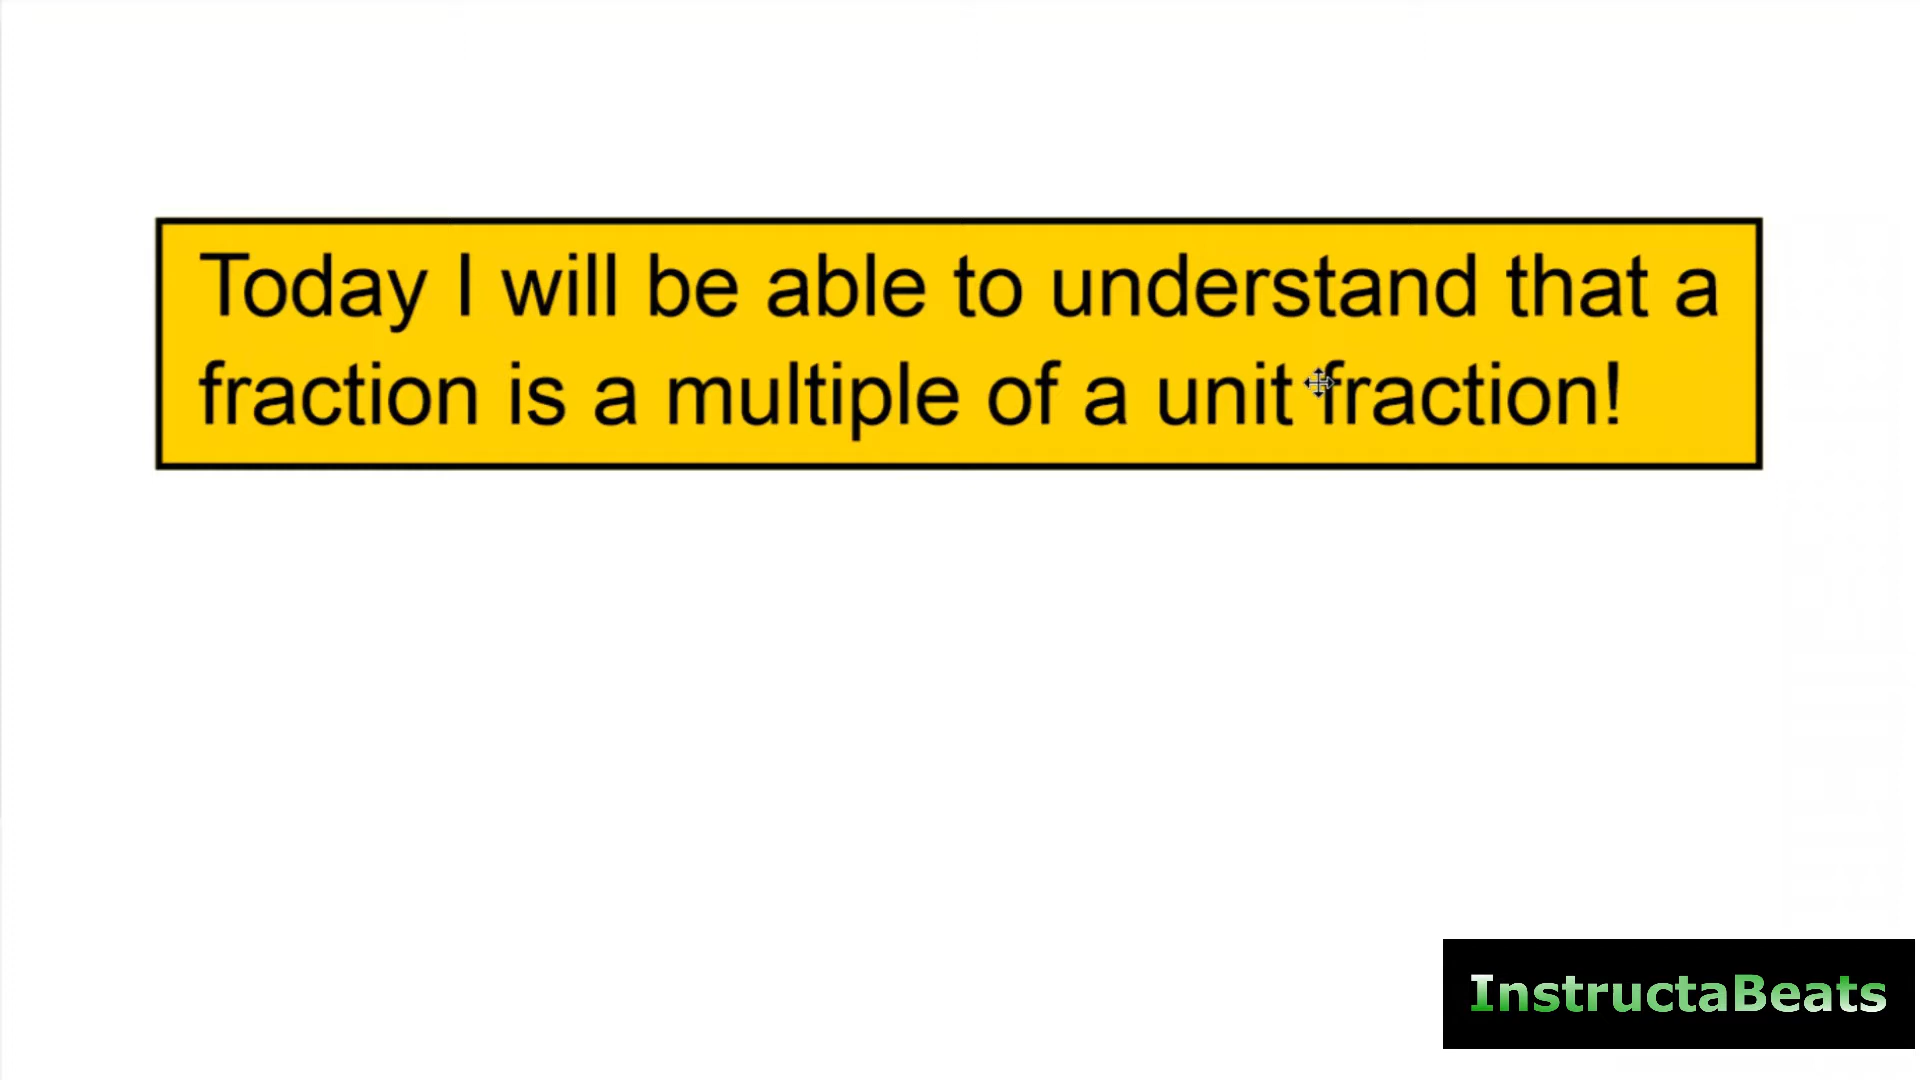 Today I will be able to understand that a
fraction is a multiple of a unit fraction!
InstructaBeats